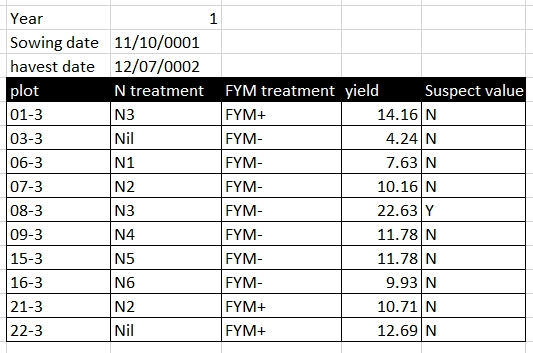 Year 1
Sowing date 11/10/0001
havest date 12/07/0002
plot N treatment FYM treatment yield Suspect value
01-3 N3 FYM+ 14.16 N
03-3 Nil FYM- 4.24 N
06-3 N1 FYM- 7.63 N
07-3 N2 FYM- 10.16 N
08-3 N3 FYM- 22.63 Y
09-3 N4 FYM- 11.78 N
15-3 N5 FYM- 11.78 N
16-3 N6 FYM- 9.93 N
21-3 N2 FYM+ 10.71 N
22-3 Nil FYM+ 12.69 N